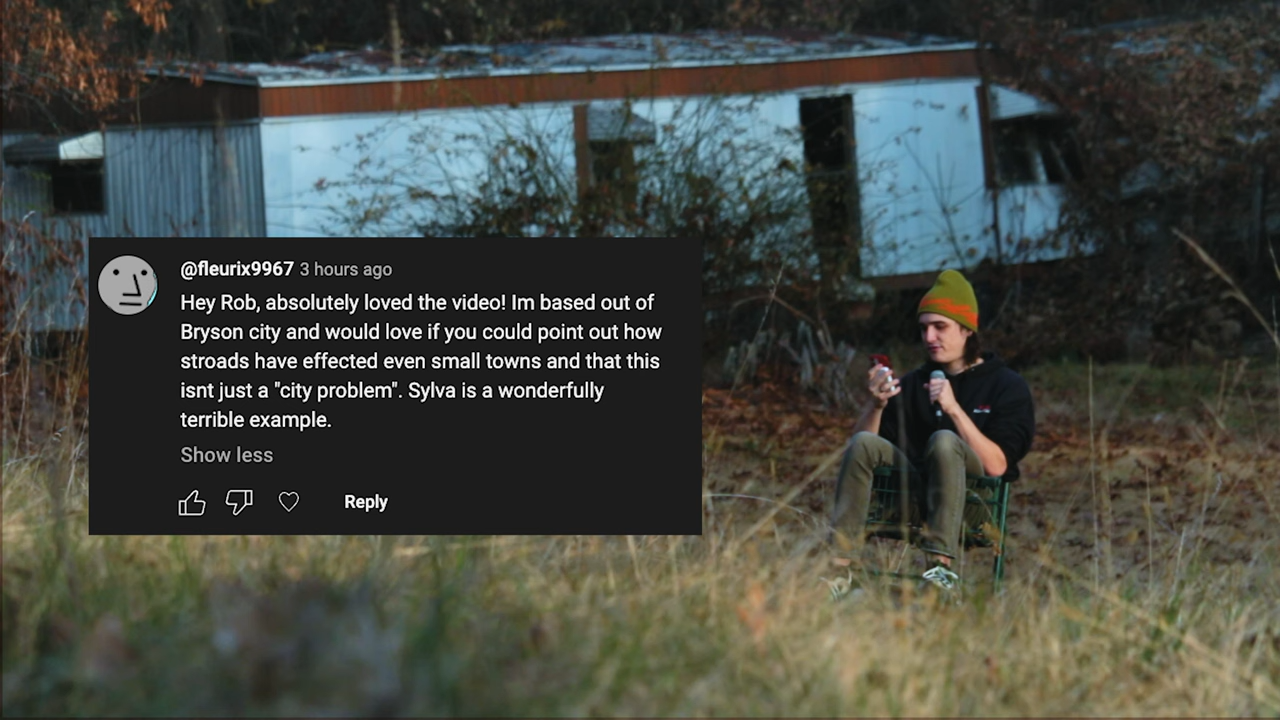 @fleurix9967 3 hours ago
Hey Rob, absolutely loved the video! Im based out of
Bryson city and would love if you could point out how
stroads have effected even small towns and that this
isnt just a "city problem". Sylva is a wonderfully
terrible example.
Show less
Reply